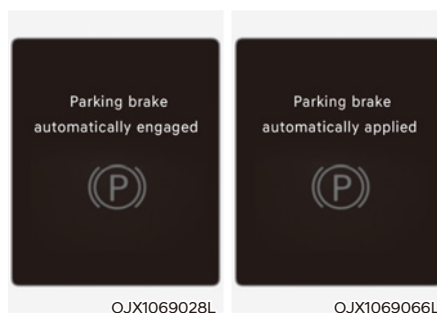 Parking brake
automatically engaged
P
OJX1069028L
Parking brake
automatically applied
P
OJX1069066L